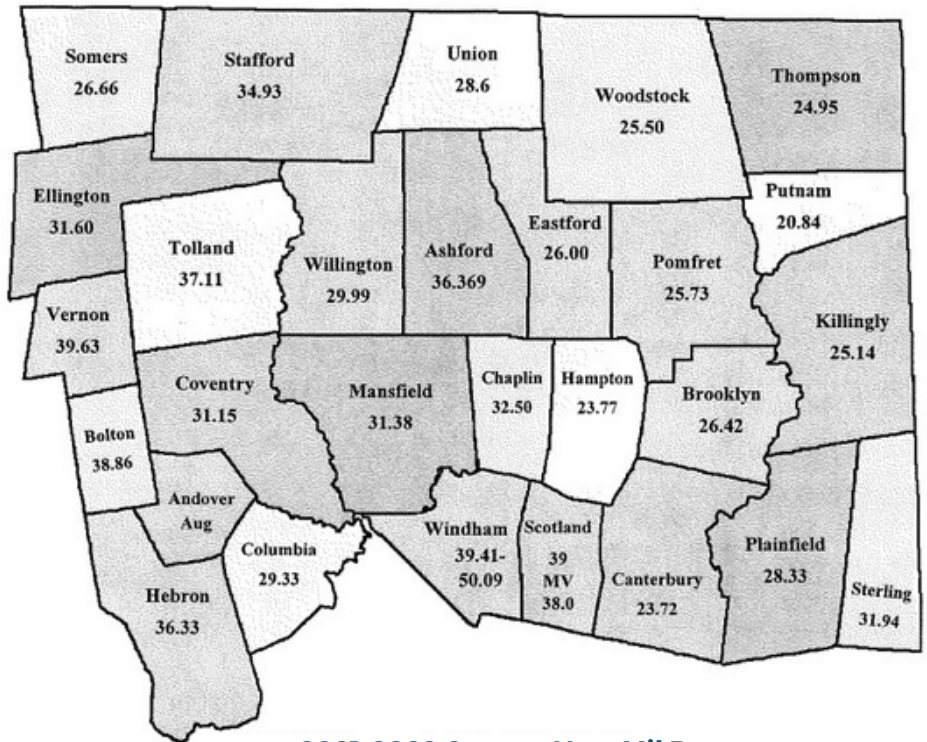 Somers
26.66
Stafford
34.93
Union
28.6
Woodstock
25.50
Thompson
24.95
Ellington
31.60
Tolland
37.11
Willington
29.99
Ashford
36.369
Eastford
26.00
Pomfret
25.73
Putnam
20.84
Vernon
39.63
Killingly
25.14
Coventry
31.15
Mansfield
31.38
Chaplin
32.50
Hampton
23.77
Brooklyn
26.42
Bolton
38.86
Andover
Aug
Columbia
29.33
Hebron
36.33
Windham
39.41-
50.09
Scotland
39
MV
38.0
Canterbury
23.72
Plainfield
28.33
Sterling
31.94